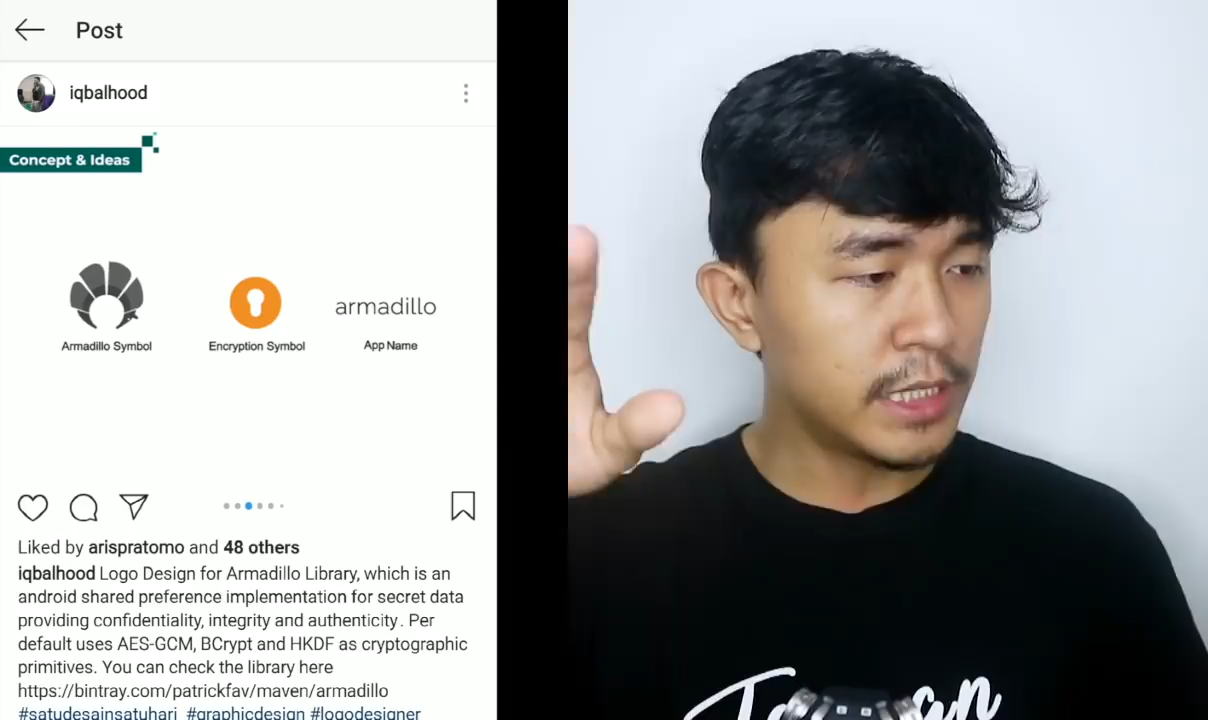 Post
iqbalhood
Concept & Ideas
armadillo
Armadillo Symbol
Encryption Symbol
App Name
Liked by arispratomo and 48 others
iqbalhood Logo Design for Armadillo Library, which is an
android shared preference implementation for secret data
providing confidentiality, integrity and authenticity. Per
default uses AES-GCM, BCrypt and HKDF as cryptographic
primitives. You can check the library here
https://bintray.com/patrickfav/maven/armadillo
#satudesainsatuhari #graphicdesign #logodesigner